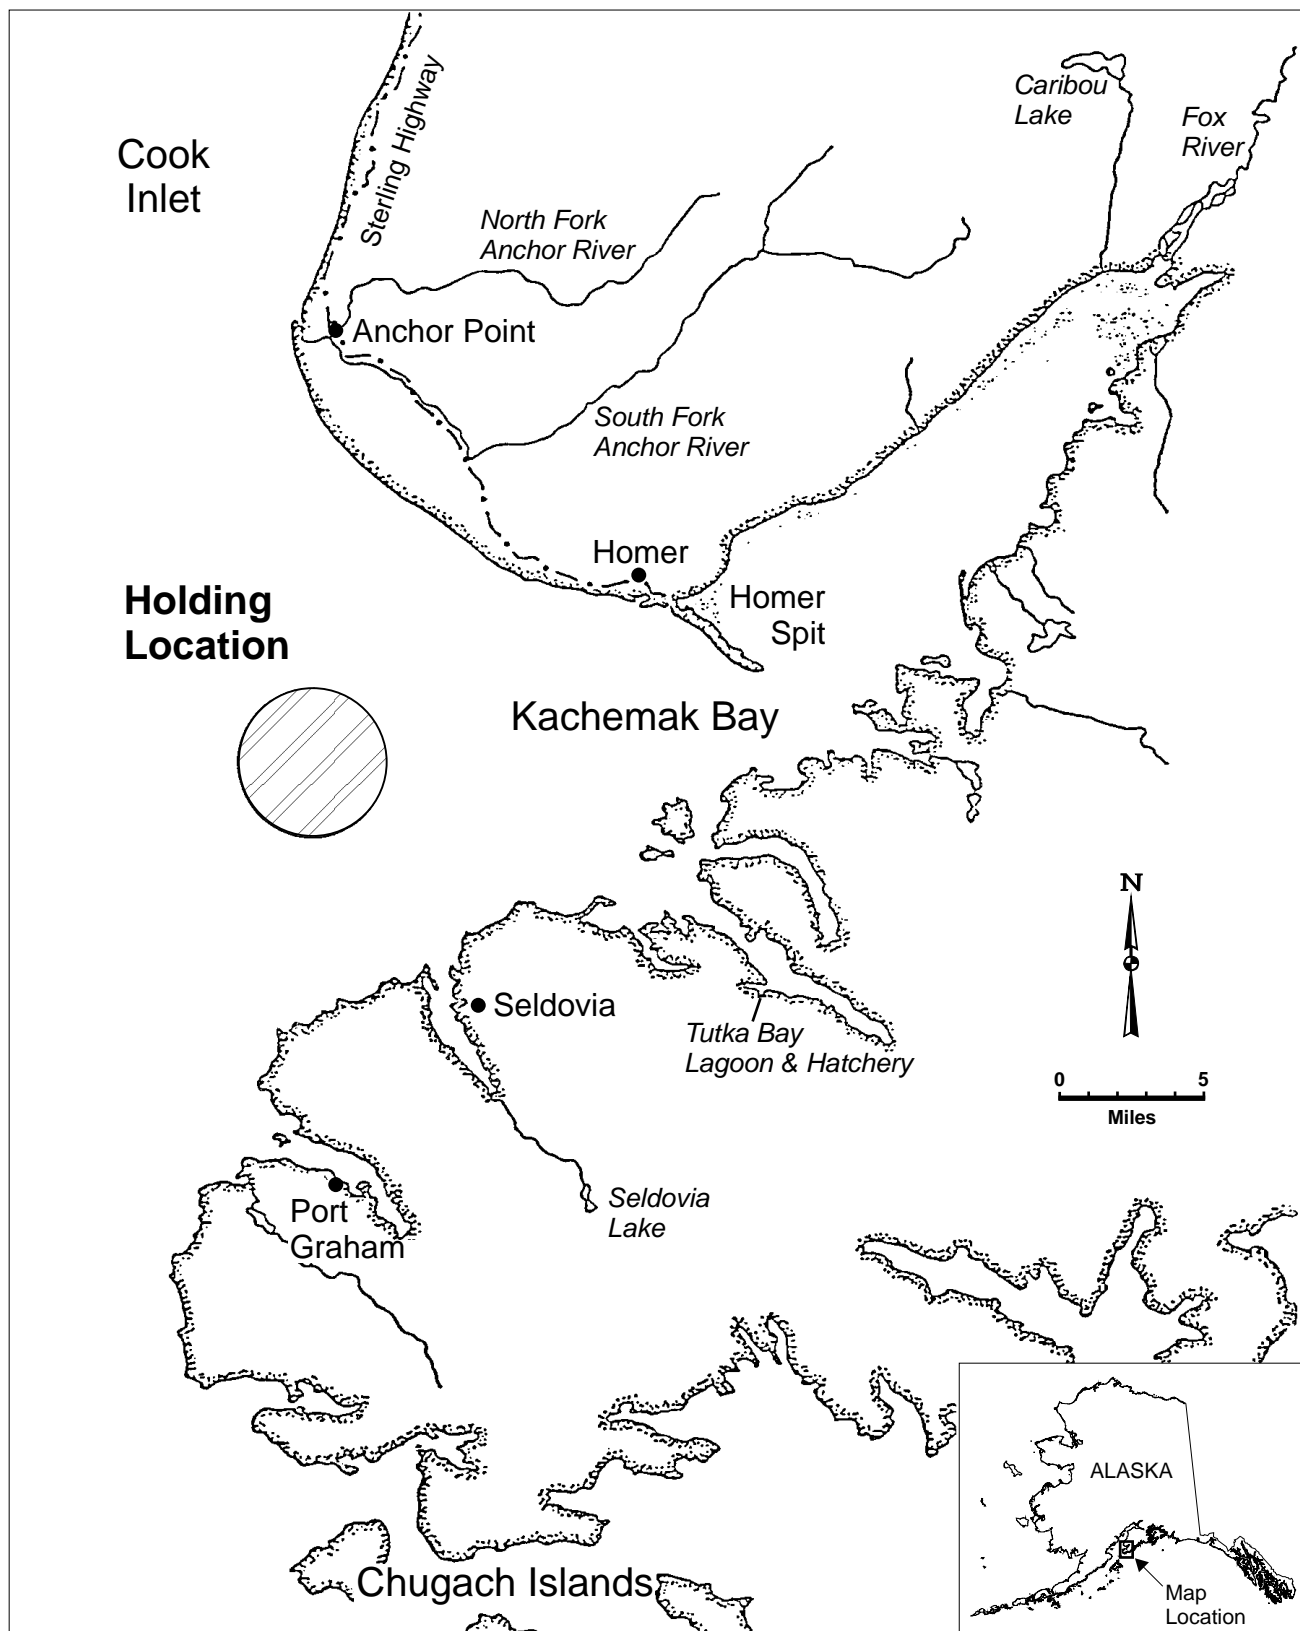 Caribou
Lake
Fox
River
Cook
Inlet
Sterling Highway
North Fork
Anchor River
Anchor Point
South Fork
Anchor River
Homer
Homer
Spit
Holding
Location
Kachemak Bay
N
Seldovia
Tutka Bay
Lagoon & Hatchery
0 5
Miles
Port
Graham
Seldovia
Lake
ALASKA
Chugach Islands
Map
Location